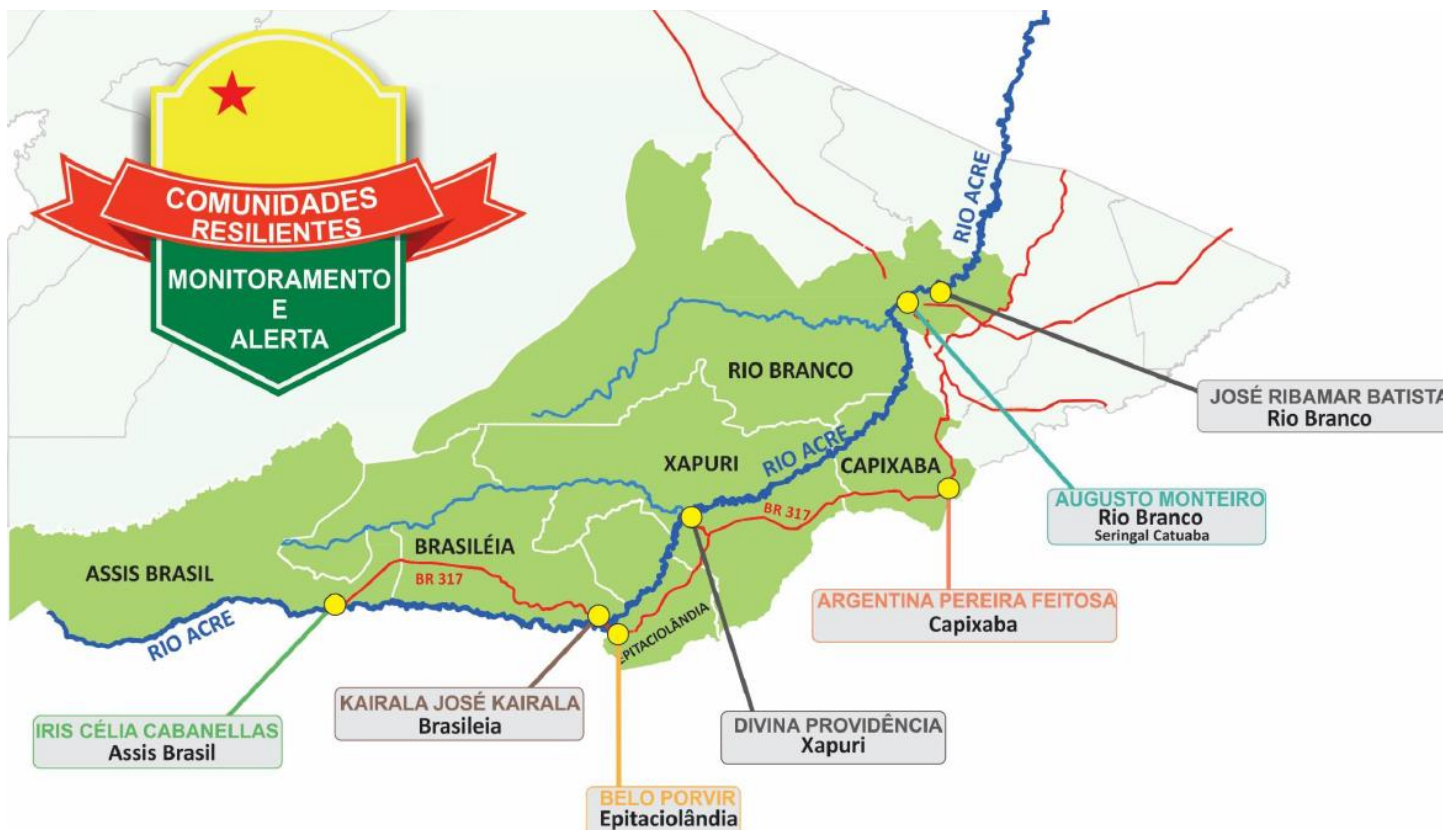 COMUNIDADES
RESILIENTES
MONITORAMENTO
E
ALERTA
RIO ACRE
RIO BRANCO
JOSÉ RIBAMAR BATISTA
Rio Branco
XAPURI
RIO ACRE
CAPIXABA
AUGUSTO MONTEIRO
Rio Branco
Seringal Catuaba
BR 317
BRASILÉIA
ASSIS BRASIL
BR 317
RIO ACRE
EPITACIOLÂNDIA
ARGENTINA PEREIRA FEITOSA
Capixaba
KAIRALA JOSÉ KAIRALA
Brasileia
IRIS CÉLIA CABANELLAS
Assis Brasil
DIVINA PROVIDÊNCIA
Xapuri
BELO PORVIR
Epitaciolândia